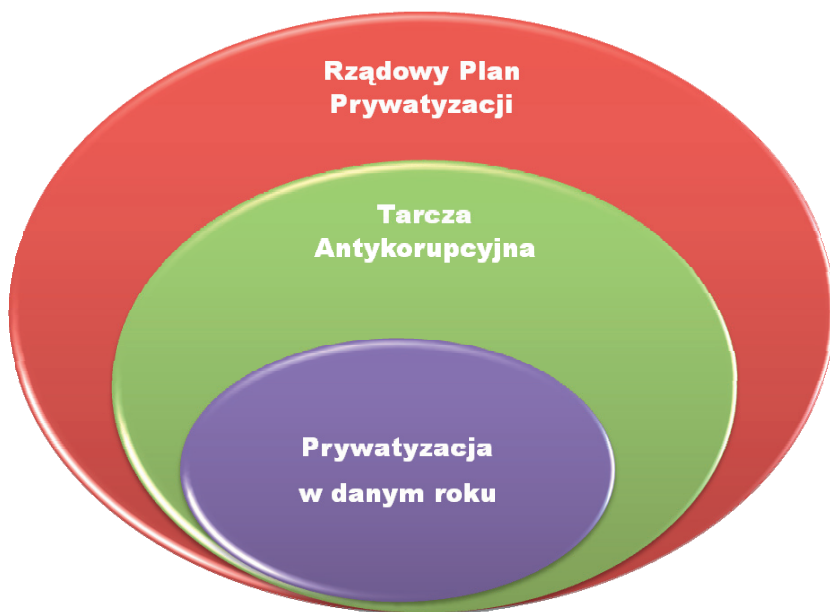 Rządowy Plan
Prywatyzacji
Tarcza
Antykorupcyjna
Prywatyzacja
w danym roku